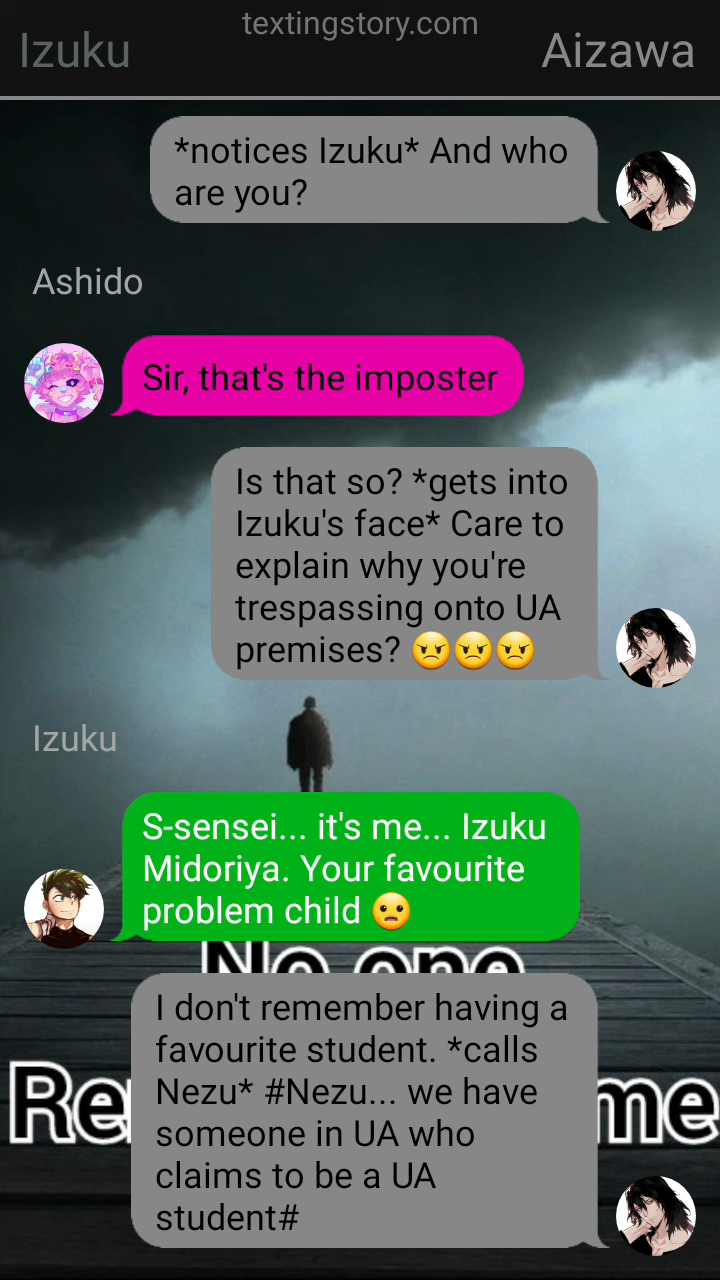 textingstory.com
Izuku
Aizawa
*notices Izuku* And who
are you?
Ashido
Sir, that's the imposter
Is that so? *gets into
Izuku's face* Care to
explain why you're
trespassing onto UA
premises? 😠😠😠
Izuku
S-sensei... it's me... Izuku
Midoriya. Your favourite
problem child 😦
No one
I don't remember having a
favourite student. *calls
Nezu* #Nezu... we have
someone in UA who
claims to be a UA
student#
me